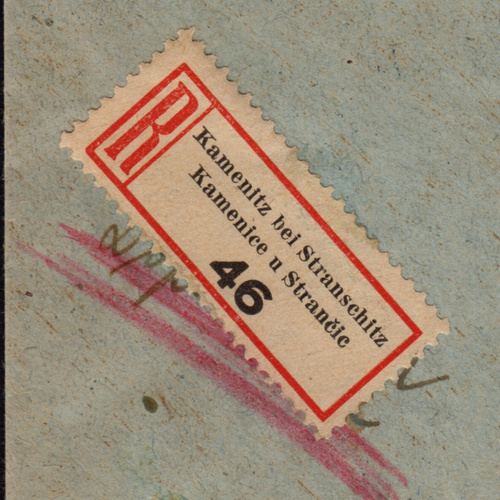 R
Kamenitz bei Stranschitz
Kamenice u Strančic
46